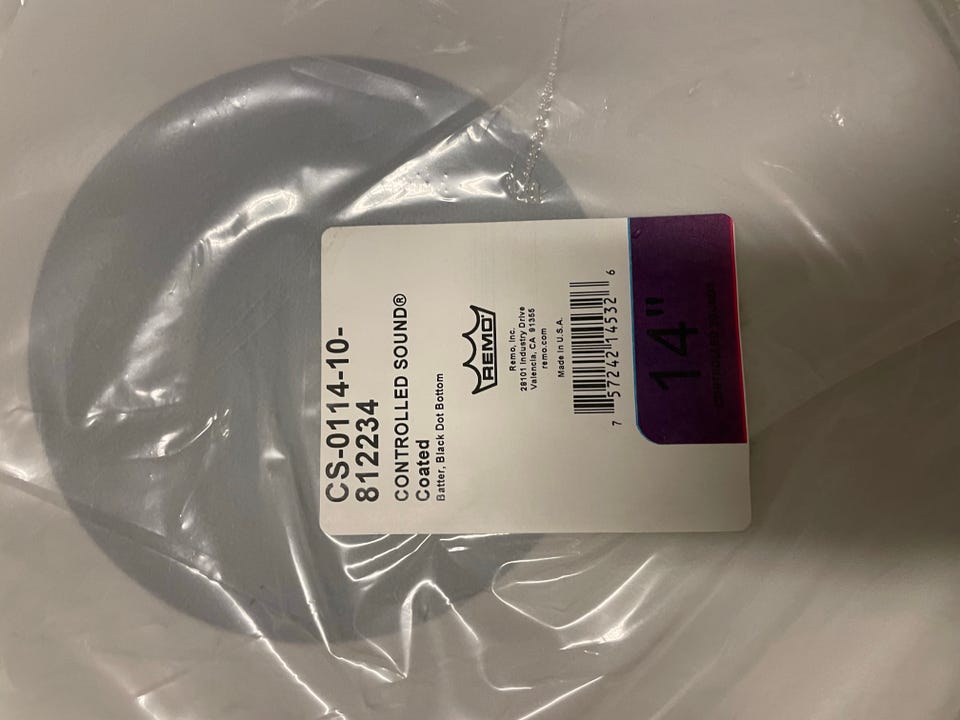 CS-0114-10-
812234
CONTROLLED SOUND®
Coated
Batter, Black Dot Bottom
REMO
Remo, Inc.
28101 Industry Drive
Valencia, CA 91355
remo.com
Made in U.S.A.
7 57242 14532 6
14"